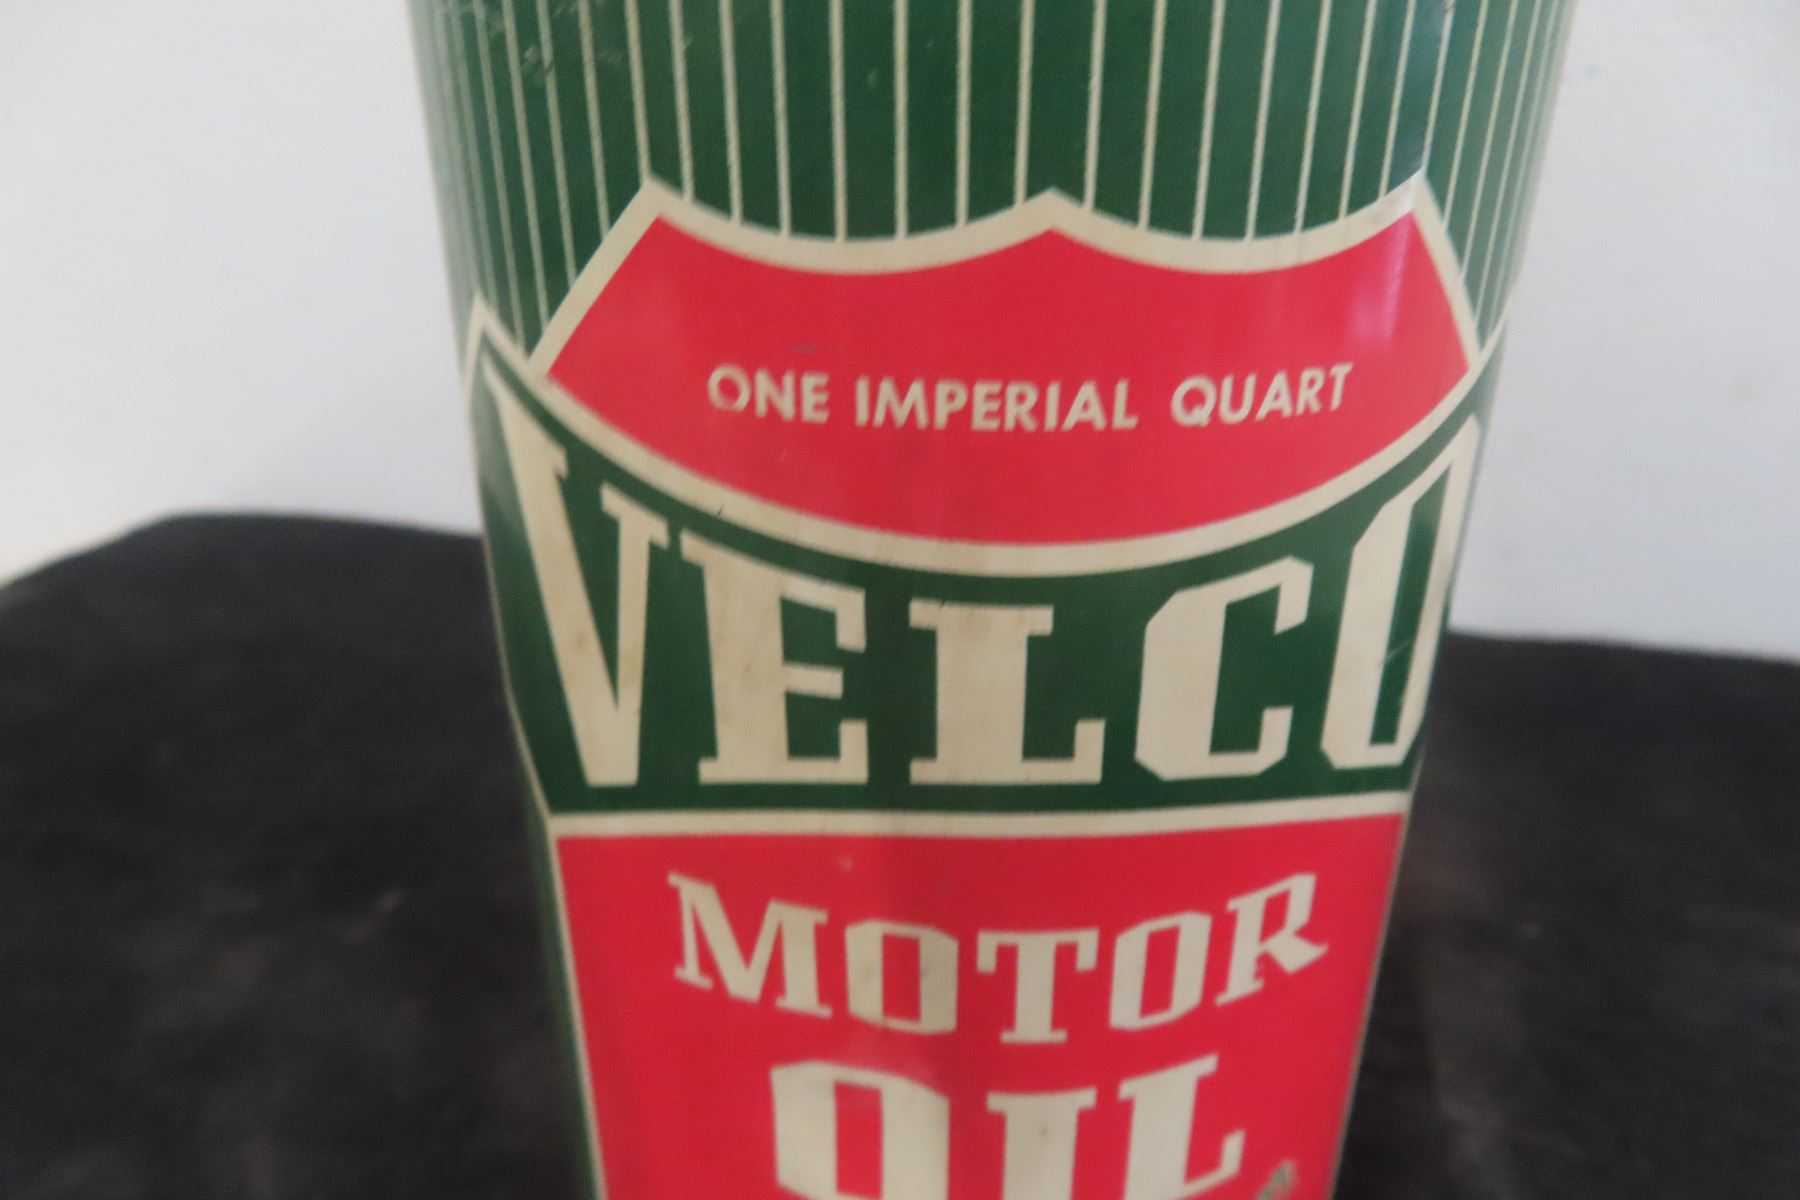 ONE IMPERIAL QUART
VELCO
MOTOR
OIL